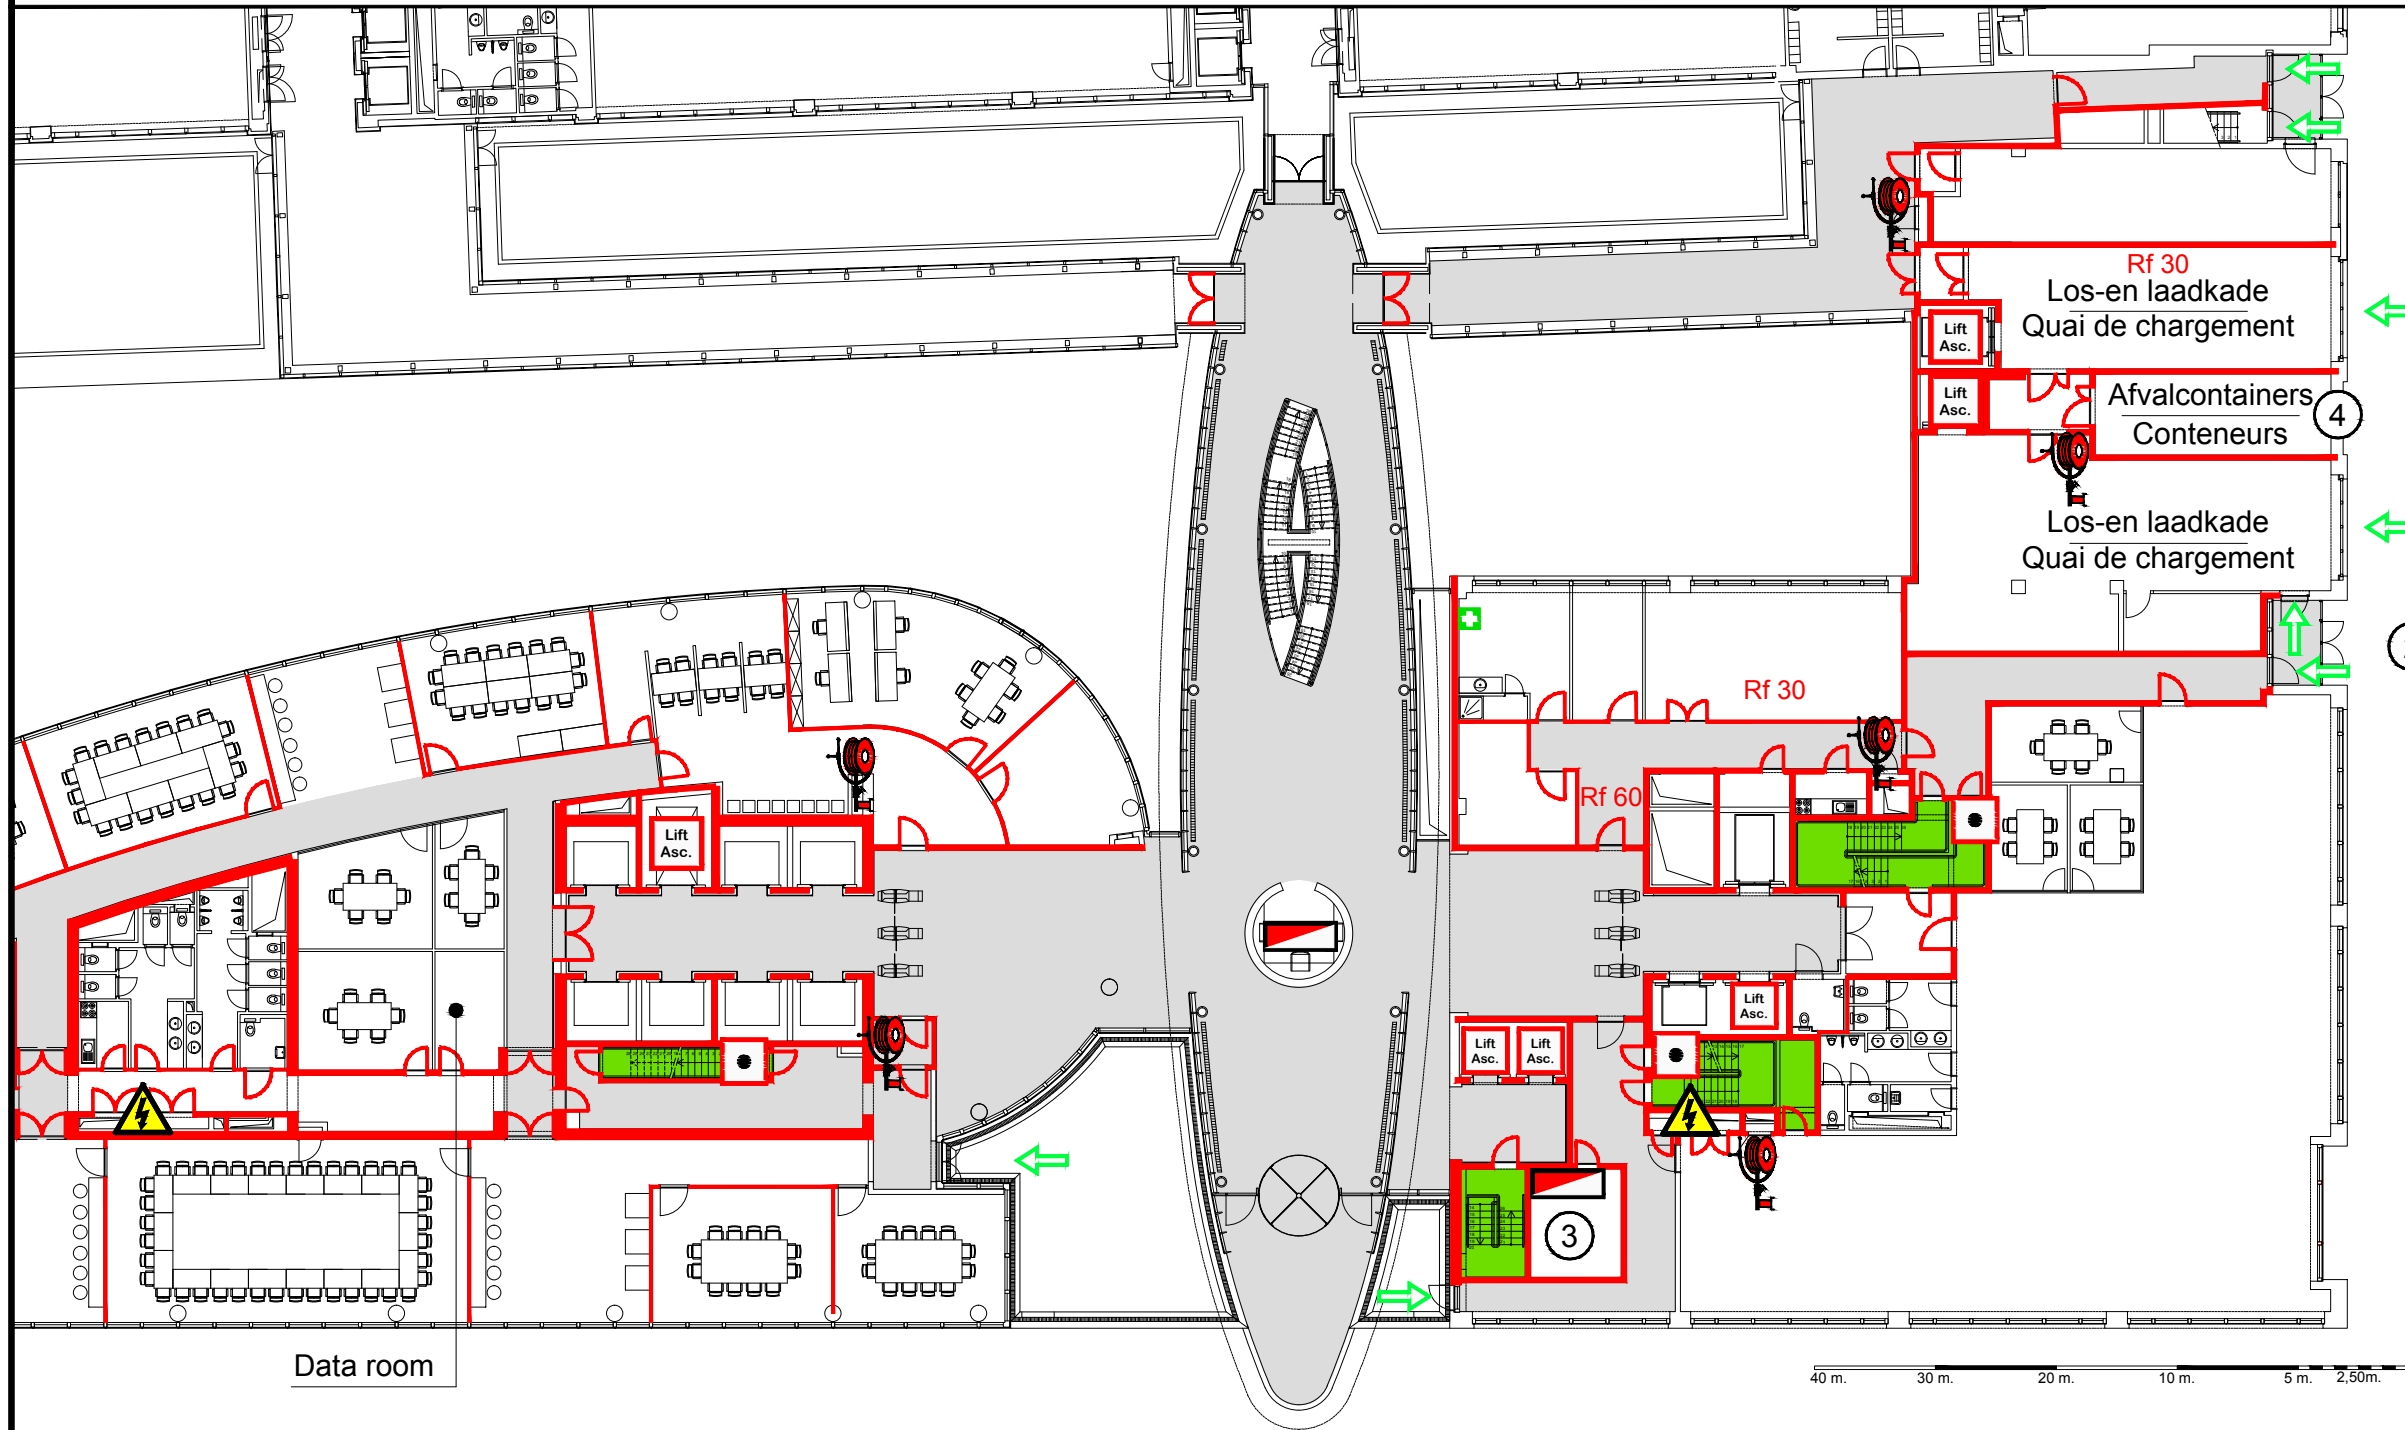 Rf 30
Los-en laadkade
Quai de chargement
Lift
Asc.
Lift
Asc.
Afvalcontainers
Conteneurs
4
Los-en laadkade
Quai de chargement
Rf 30
Rf 60
Lift
Asc.
Lift
Asc.
Lift
Asc.
Lift
Asc.
3
Data room
40 m.
30 m.
20 m.
10 m.
5 m.
2,50m.